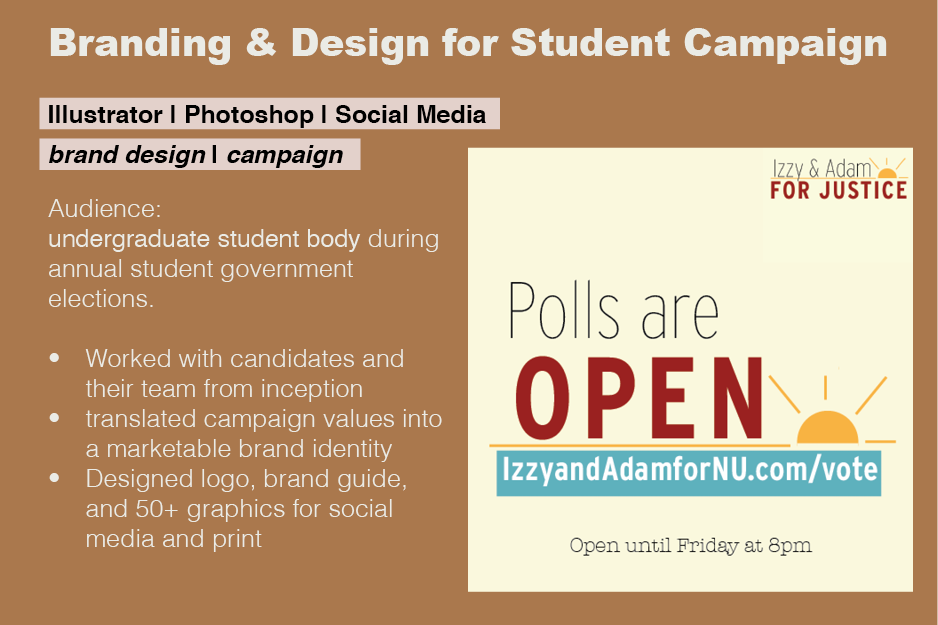 Branding & Design for Student Campaign
Illustrator | Photoshop | Social Media
brand design | campaign
Audience:
undergraduate student body during
annual student government
elections.
• Worked with candidates and
their team from inception
• translated campaign values into
a marketable brand identity
• Designed logo, brand guide,
and 50+ graphics for social
media and print
Izzy & Adam
FOR JUSTICE
Polls are
OPEN
IzzyandAdamforNU.com/vote
Open until Friday at 8pm